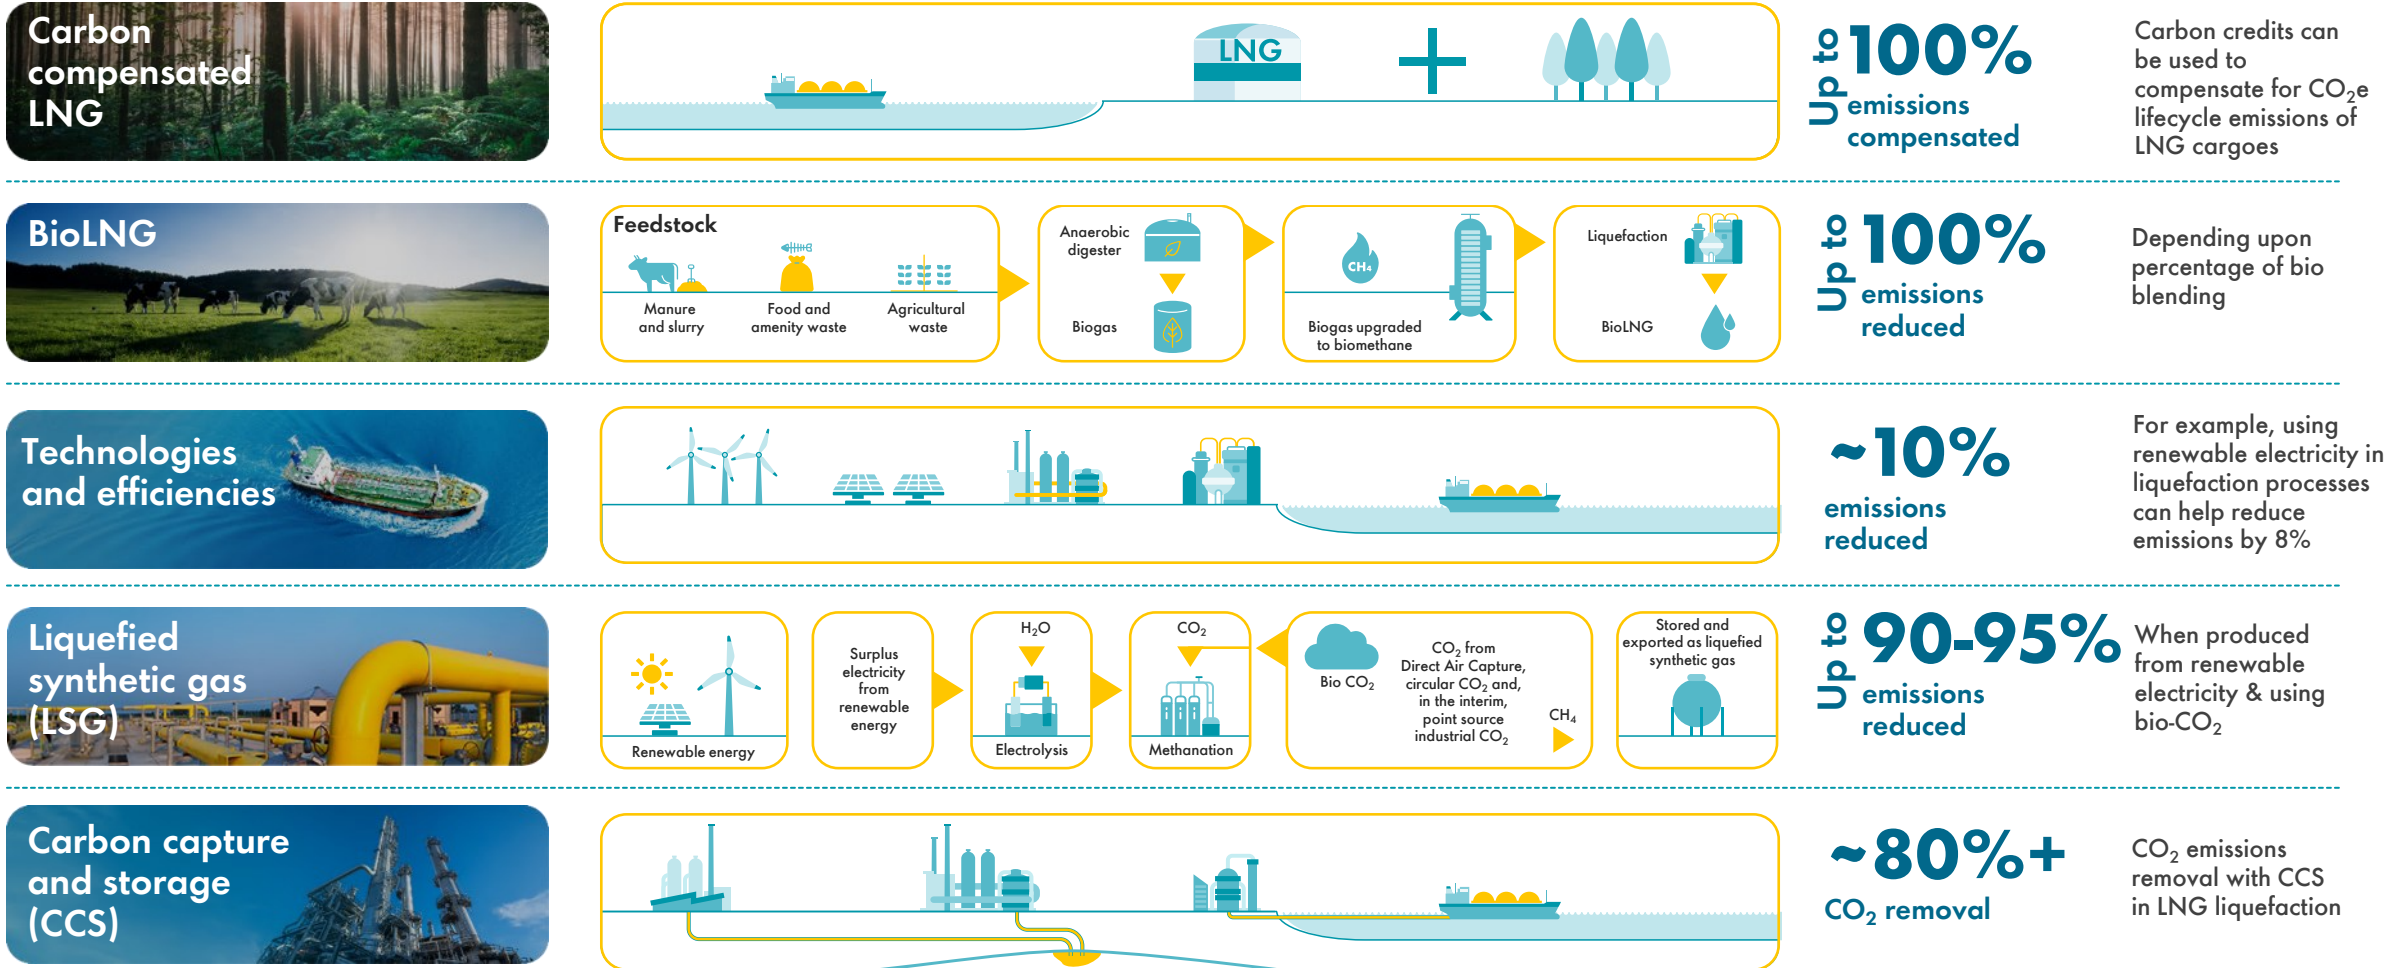 Carbon
compensated
LNG
LNG
Up to
100%
emissions
compensated
Carbon credits can
be used to
compensate for CO₂e
lifecycle emissions of
LNG cargoes
BioLNG
Feedstock
Manure
and slurry
Food and
amenity waste
Agricultural
waste
Anaerobic
digester
Biogas
CH₄
Biogas upgraded
to biomethane
Liquefaction
BioLNG
Up to
100%
emissions
reduced
Depending upon
percentage of bio
blending
Technologies
and efficiencies
~10%
emissions
reduced
For example, using
renewable electricity in
liquefaction processes
can help reduce
emissions by 8%
Liquefied
synthetic gas
(LSG)
Renewable energy
Surplus
electricity
from
renewable
energy
H₂O
Electrolysis
CO₂
Methanation
Bio CO₂
CO₂ from
Direct Air Capture,
circular CO₂ and,
in the interim,
point source
industrial CO₂
CH₄
Stored and
exported as liquefied
synthetic gas
Up to
90-95%
emissions
reduced
When produced
from renewable
electricity & using
bio-CO₂
Carbon capture
and storage
(CCS)
~80%+
CO₂ removal
CO₂ emissions
removal with CCS
in LNG liquefaction